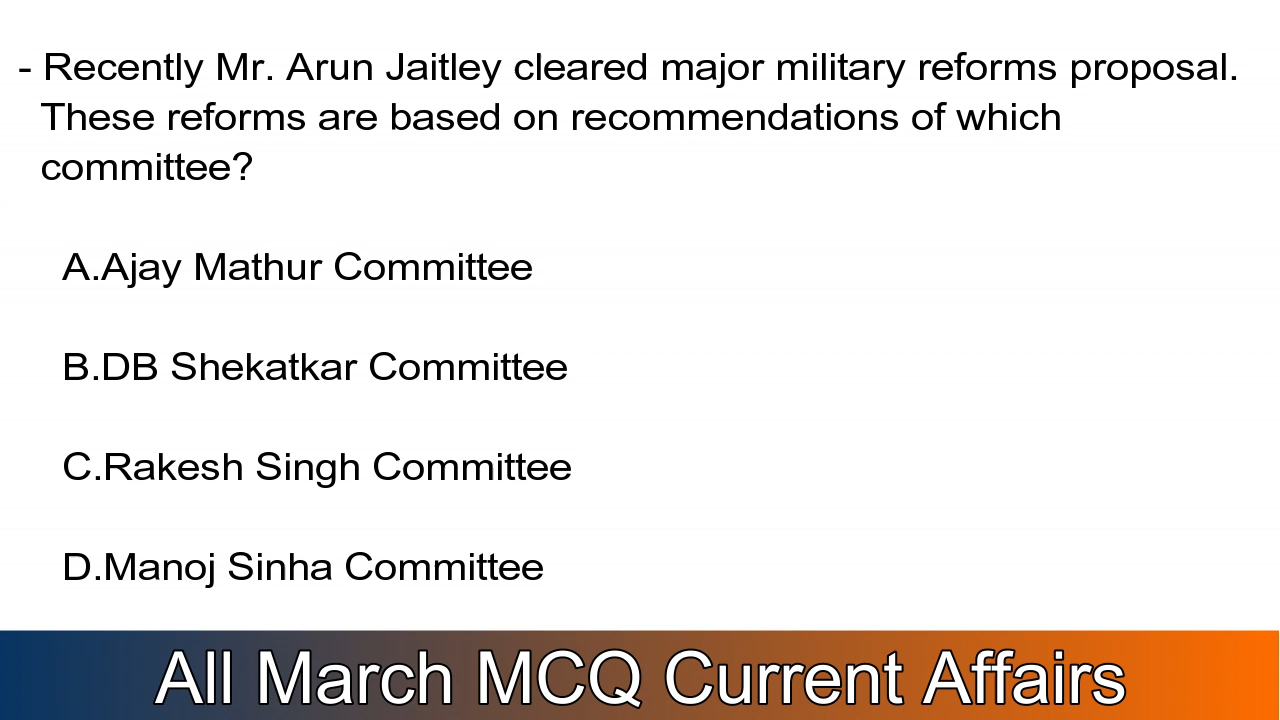 - Recently Mr. Arun Jaitley cleared major military reforms proposal.
These reforms are based on recommendations of which
committee?
A.Ajay Mathur Committee
B.DB Shekatkar Committee
C.Rakesh Singh Committee
D.Manoj Sinha Committee
All March MCQ Current Affairs